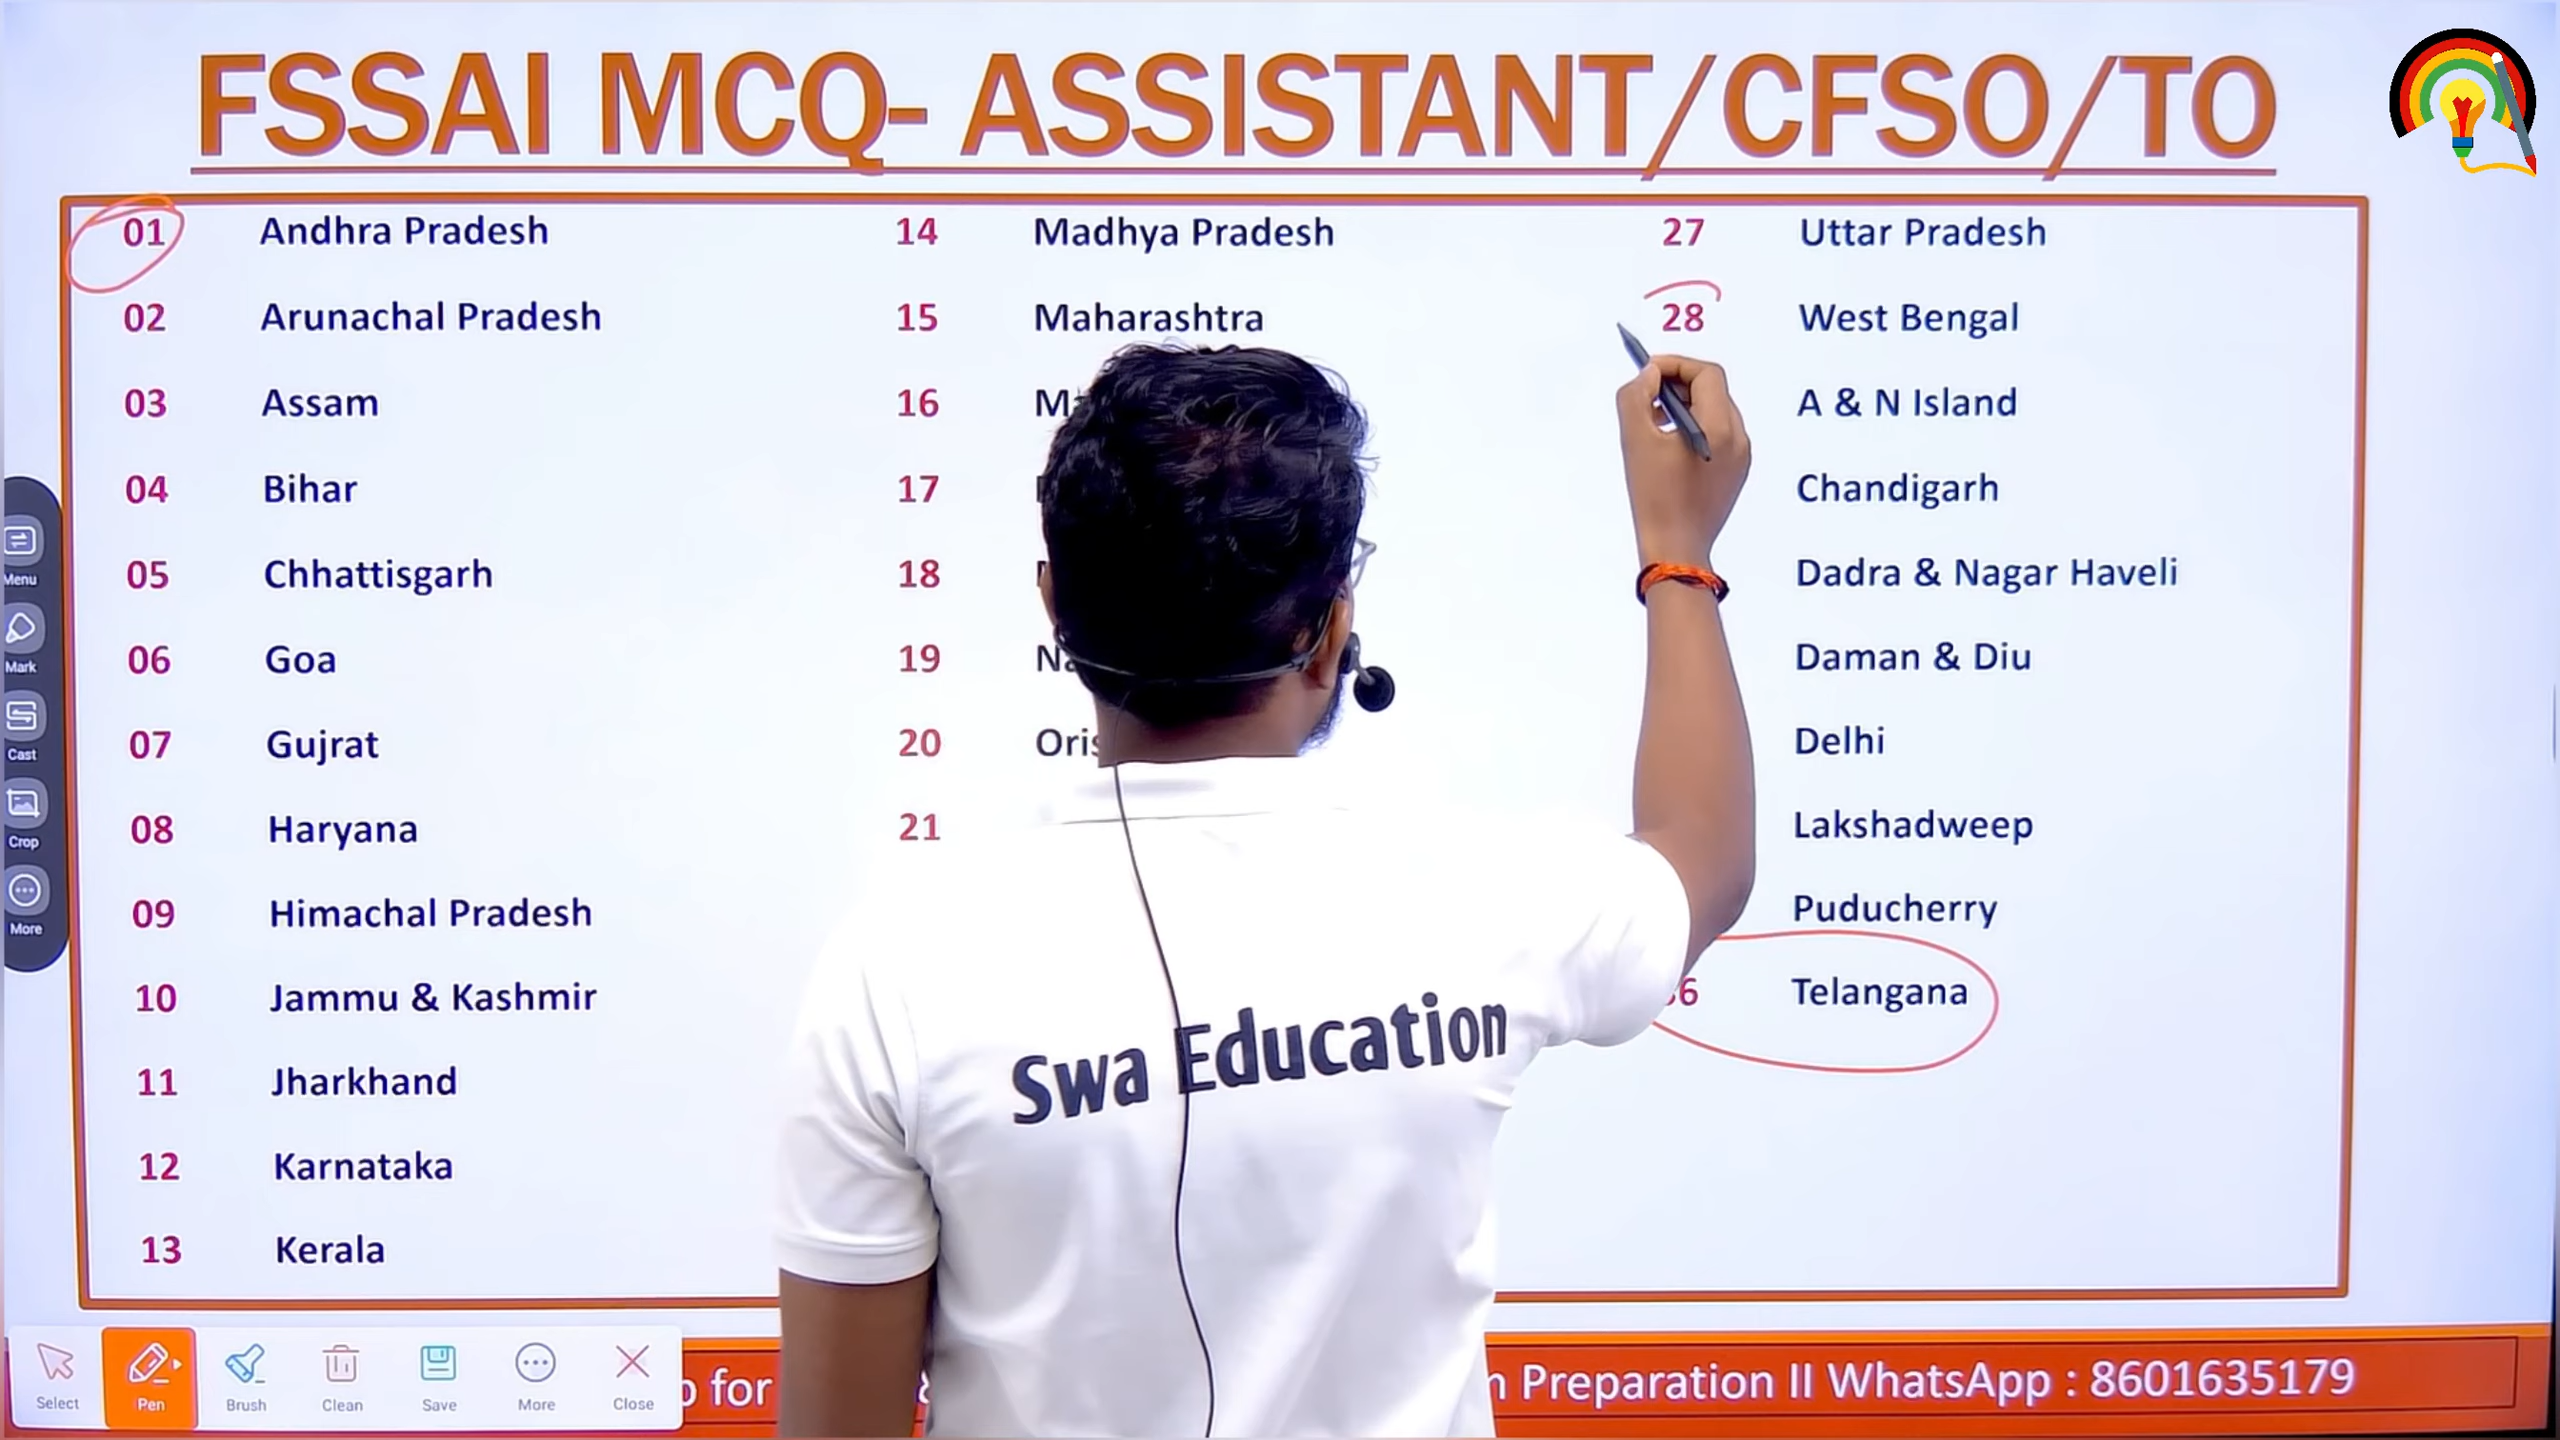 FSSAI MCQ- ASSISTANT/CFSO/TO
01 Andhra Pradesh
02 Arunachal Pradesh
03 Assam
04 Bihar
05 Chhattisgarh
06 Goa
07 Gujrat
08 Haryana
09 Himachal Pradesh
10 Jammu & Kashmir
11 Jharkhand
12 Karnataka
13 Kerala
14 Madhya Pradesh
15 Maharashtra
16
17
18
19
20
21
27 Uttar Pradesh
28 West Bengal
A & N Island
Chandigarh
Dadra & Nagar Haveli
Daman & Diu
Delhi
Lakshadweep
Puducherry
Telangana
Swa Education
Menu
Mark
Cast
Crop
More
Select Pen Brush Clean Save More Close
for Preparation II WhatsApp : 8601635179